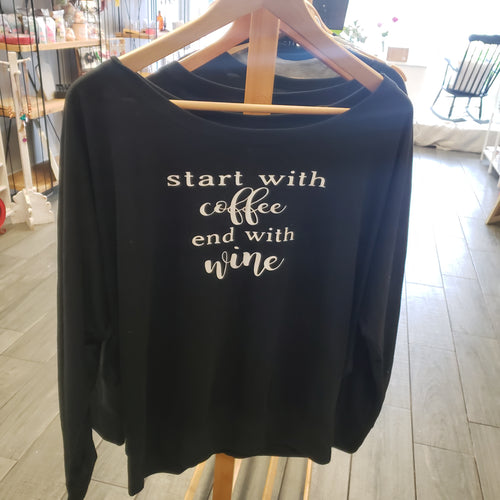 start with
coffee
end with
wine